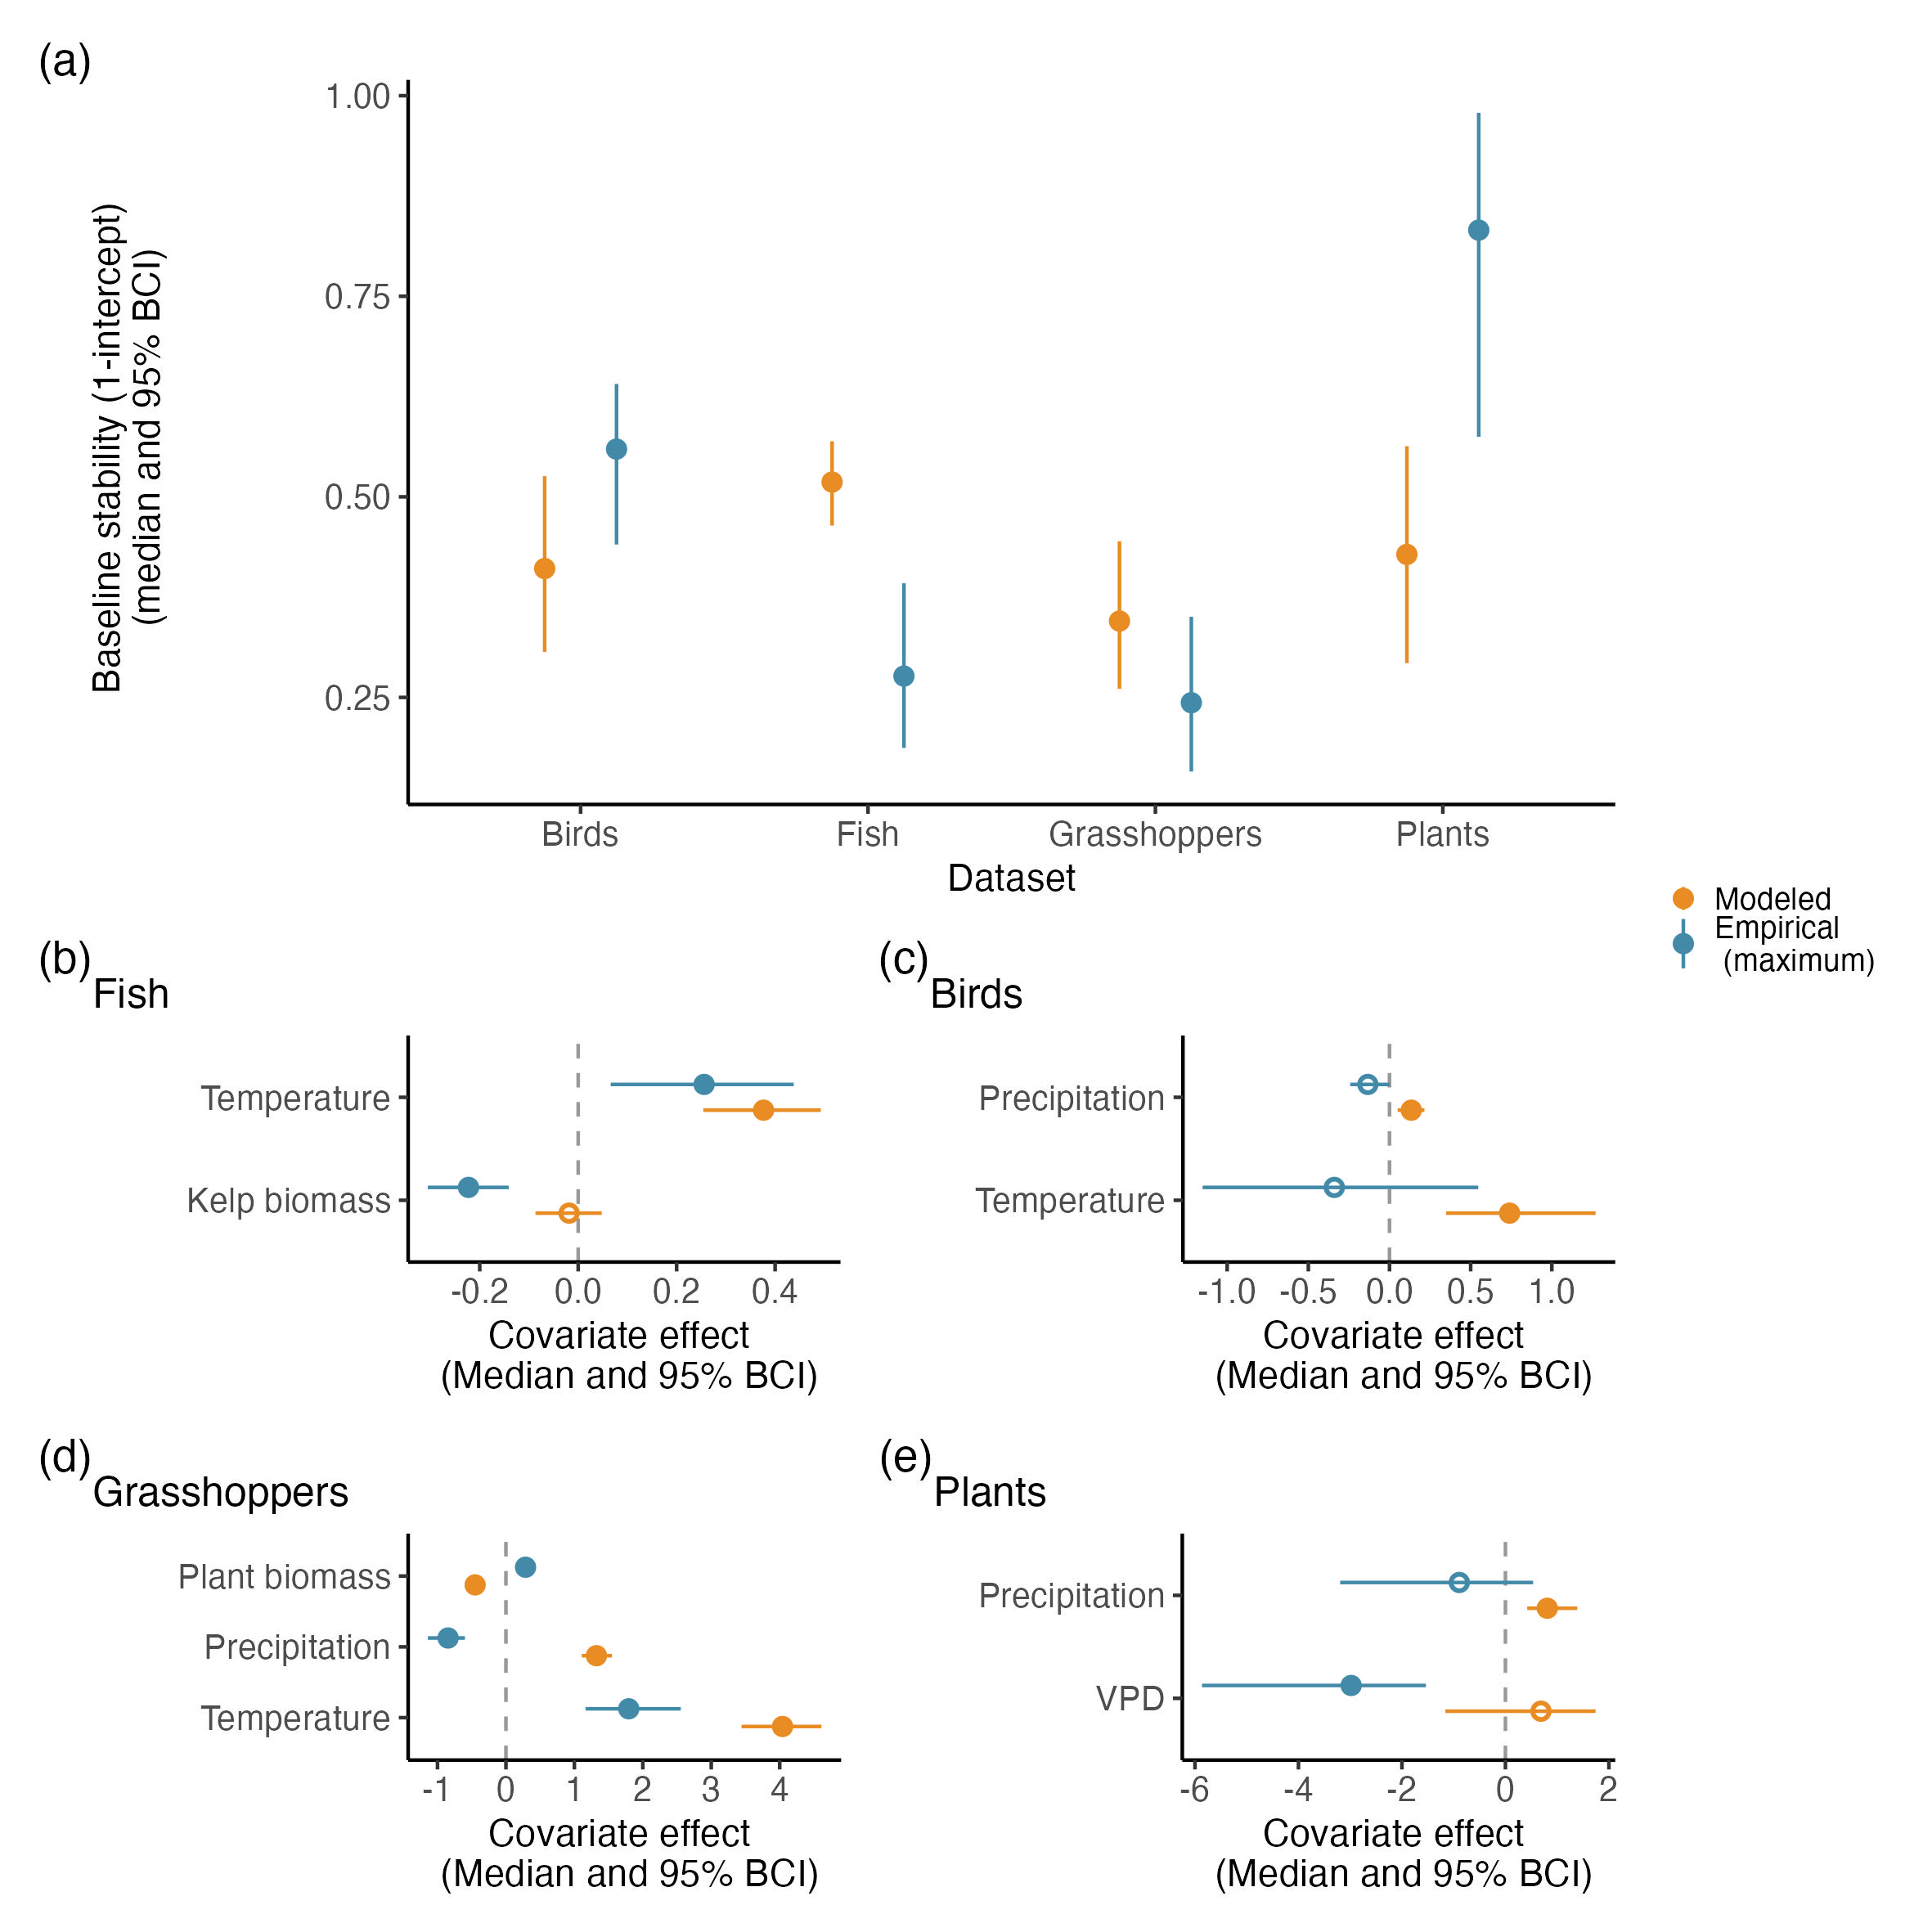 (a)
Baseline stability (1-intercept)
(median and 95% BCI)
1.00
0.75
0.50
0.25
Birds Fish Grasshoppers Plants
Dataset
Modeled
Empirical
(maximum)
(b)
Fish
Temperature
Kelp biomass
-0.2 0.0 0.2 0.4
Covariate effect
(Median and 95% BCI)
(c)
Birds
Precipitation
Temperature
-1.0 -0.5 0.0 0.5 1.0
Covariate effect
(Median and 95% BCI)
(d)
Grasshoppers
Plant biomass
Precipitation
Temperature
-1 0 1 2 3 4
Covariate effect
(Median and 95% BCI)
(e)
Plants
Precipitation
VPD
-6 -4 -2 0 2
Covariate effect
(Median and 95% BCI)